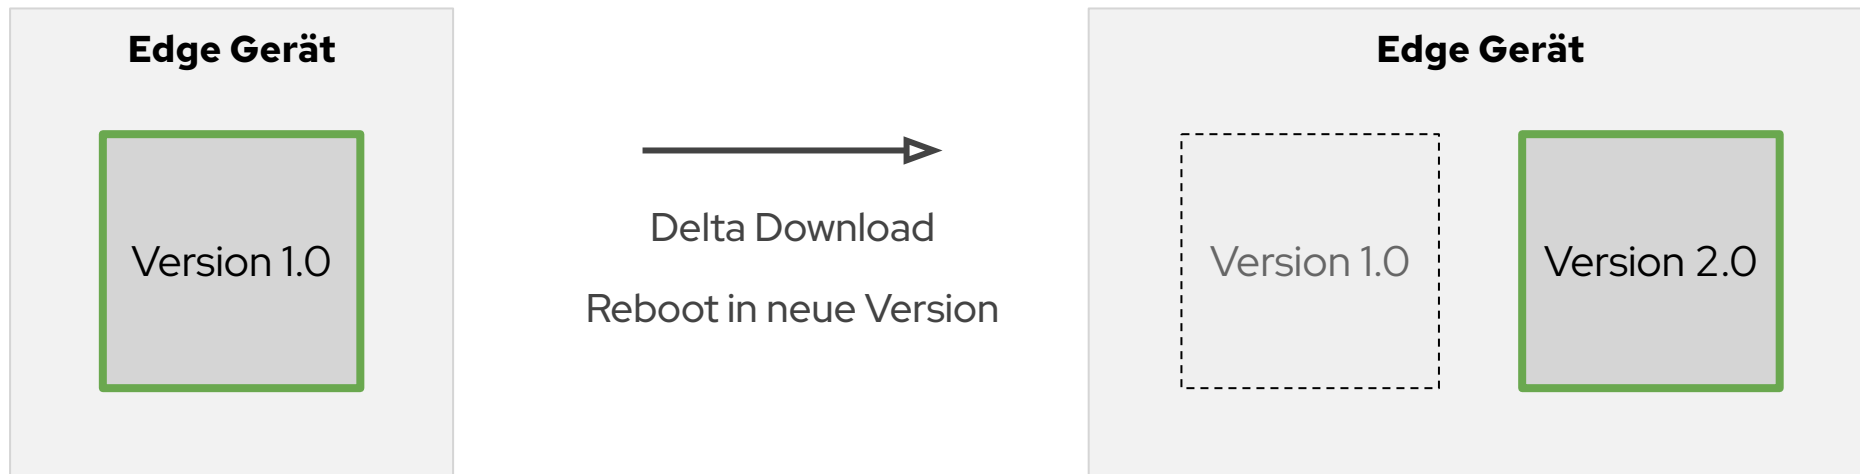 Edge Gerät
Version 1.0
Delta Download
Reboot in neue Version
Edge Gerät
Version 1.0
Version 2.0